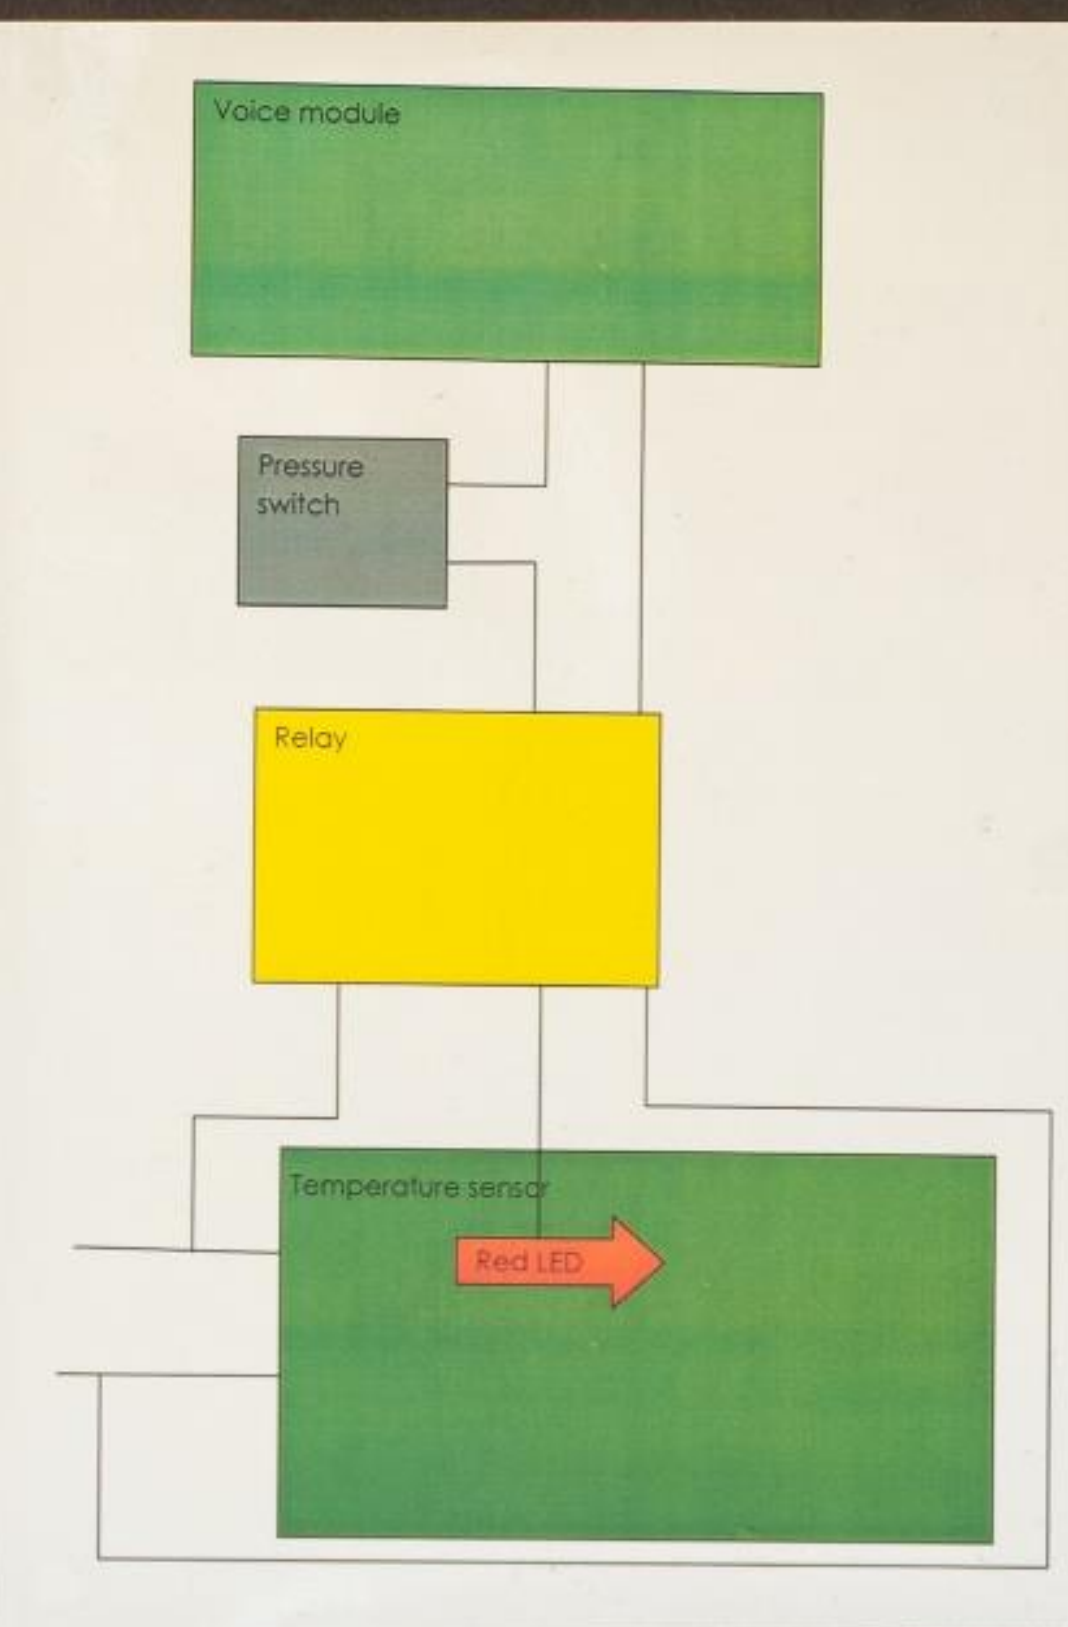 Voice module
Pressure
switch
Relay
Temperature sensor
Red LED